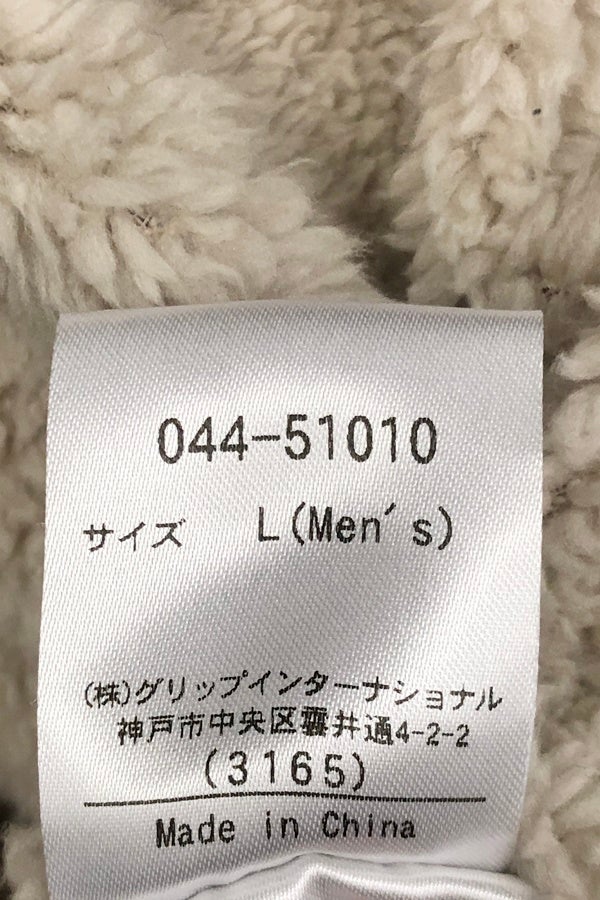 044-51010
サイズ L(Men's)
(株)グリップインターナショナル
神戸市中央区雲井通4-2-2
(3165)
Made in China